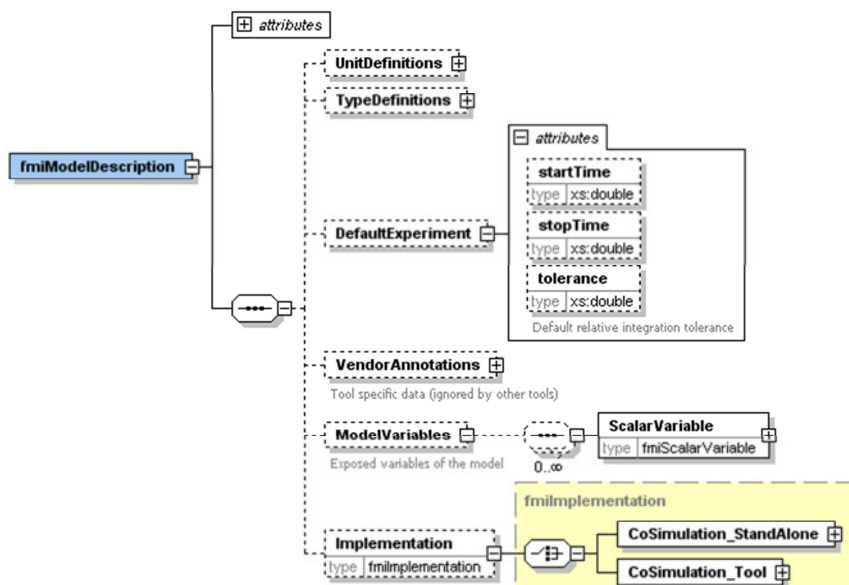 attributes
UnitDefinitions
TypeDefinitions
fmiModelDescription
attributes
startTime
type xs:double
stopTime
type xs:double
tolerance
type xs:double
Default relative integration tolerance
DefaultExperiment
VendorAnnotations
Tool specific data (ignored by other tools)
ModelVariables
Exposed variables of the model
0..∞
ScalarVariable
type fmiScalarVariable
fmiImplementation
Implementation
type fmiImplementation
CoSimulation_StandAlone
CoSimulation_Tool